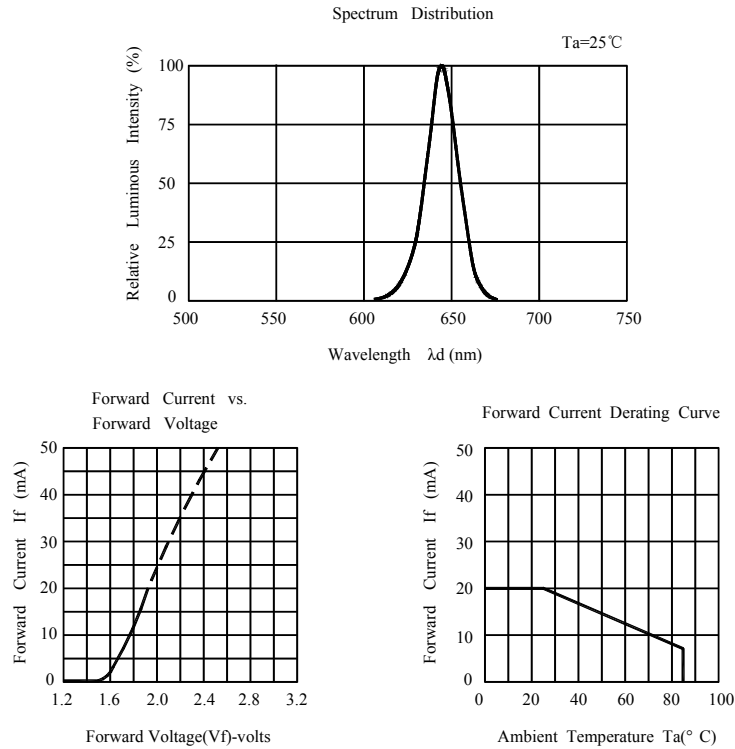 Spectrum Distribution
Ta=25℃
Relative Luminous Intensity (%)
100
75
50
25
0
500 550 600 650 700 750
Wavelength λd (nm)
Forward Current vs.
Forward Voltage
Forward Current If (mA)
50
40
30
20
10
0
1.2 1.6 2.0 2.4 2.8 3.2
Forward Voltage(Vf)-volts
Forward Current Derating Curve
Forward Current If (mA)
50
40
30
20
10
0
0 20 40 60 80 100
Ambient Temperature Ta(° C)